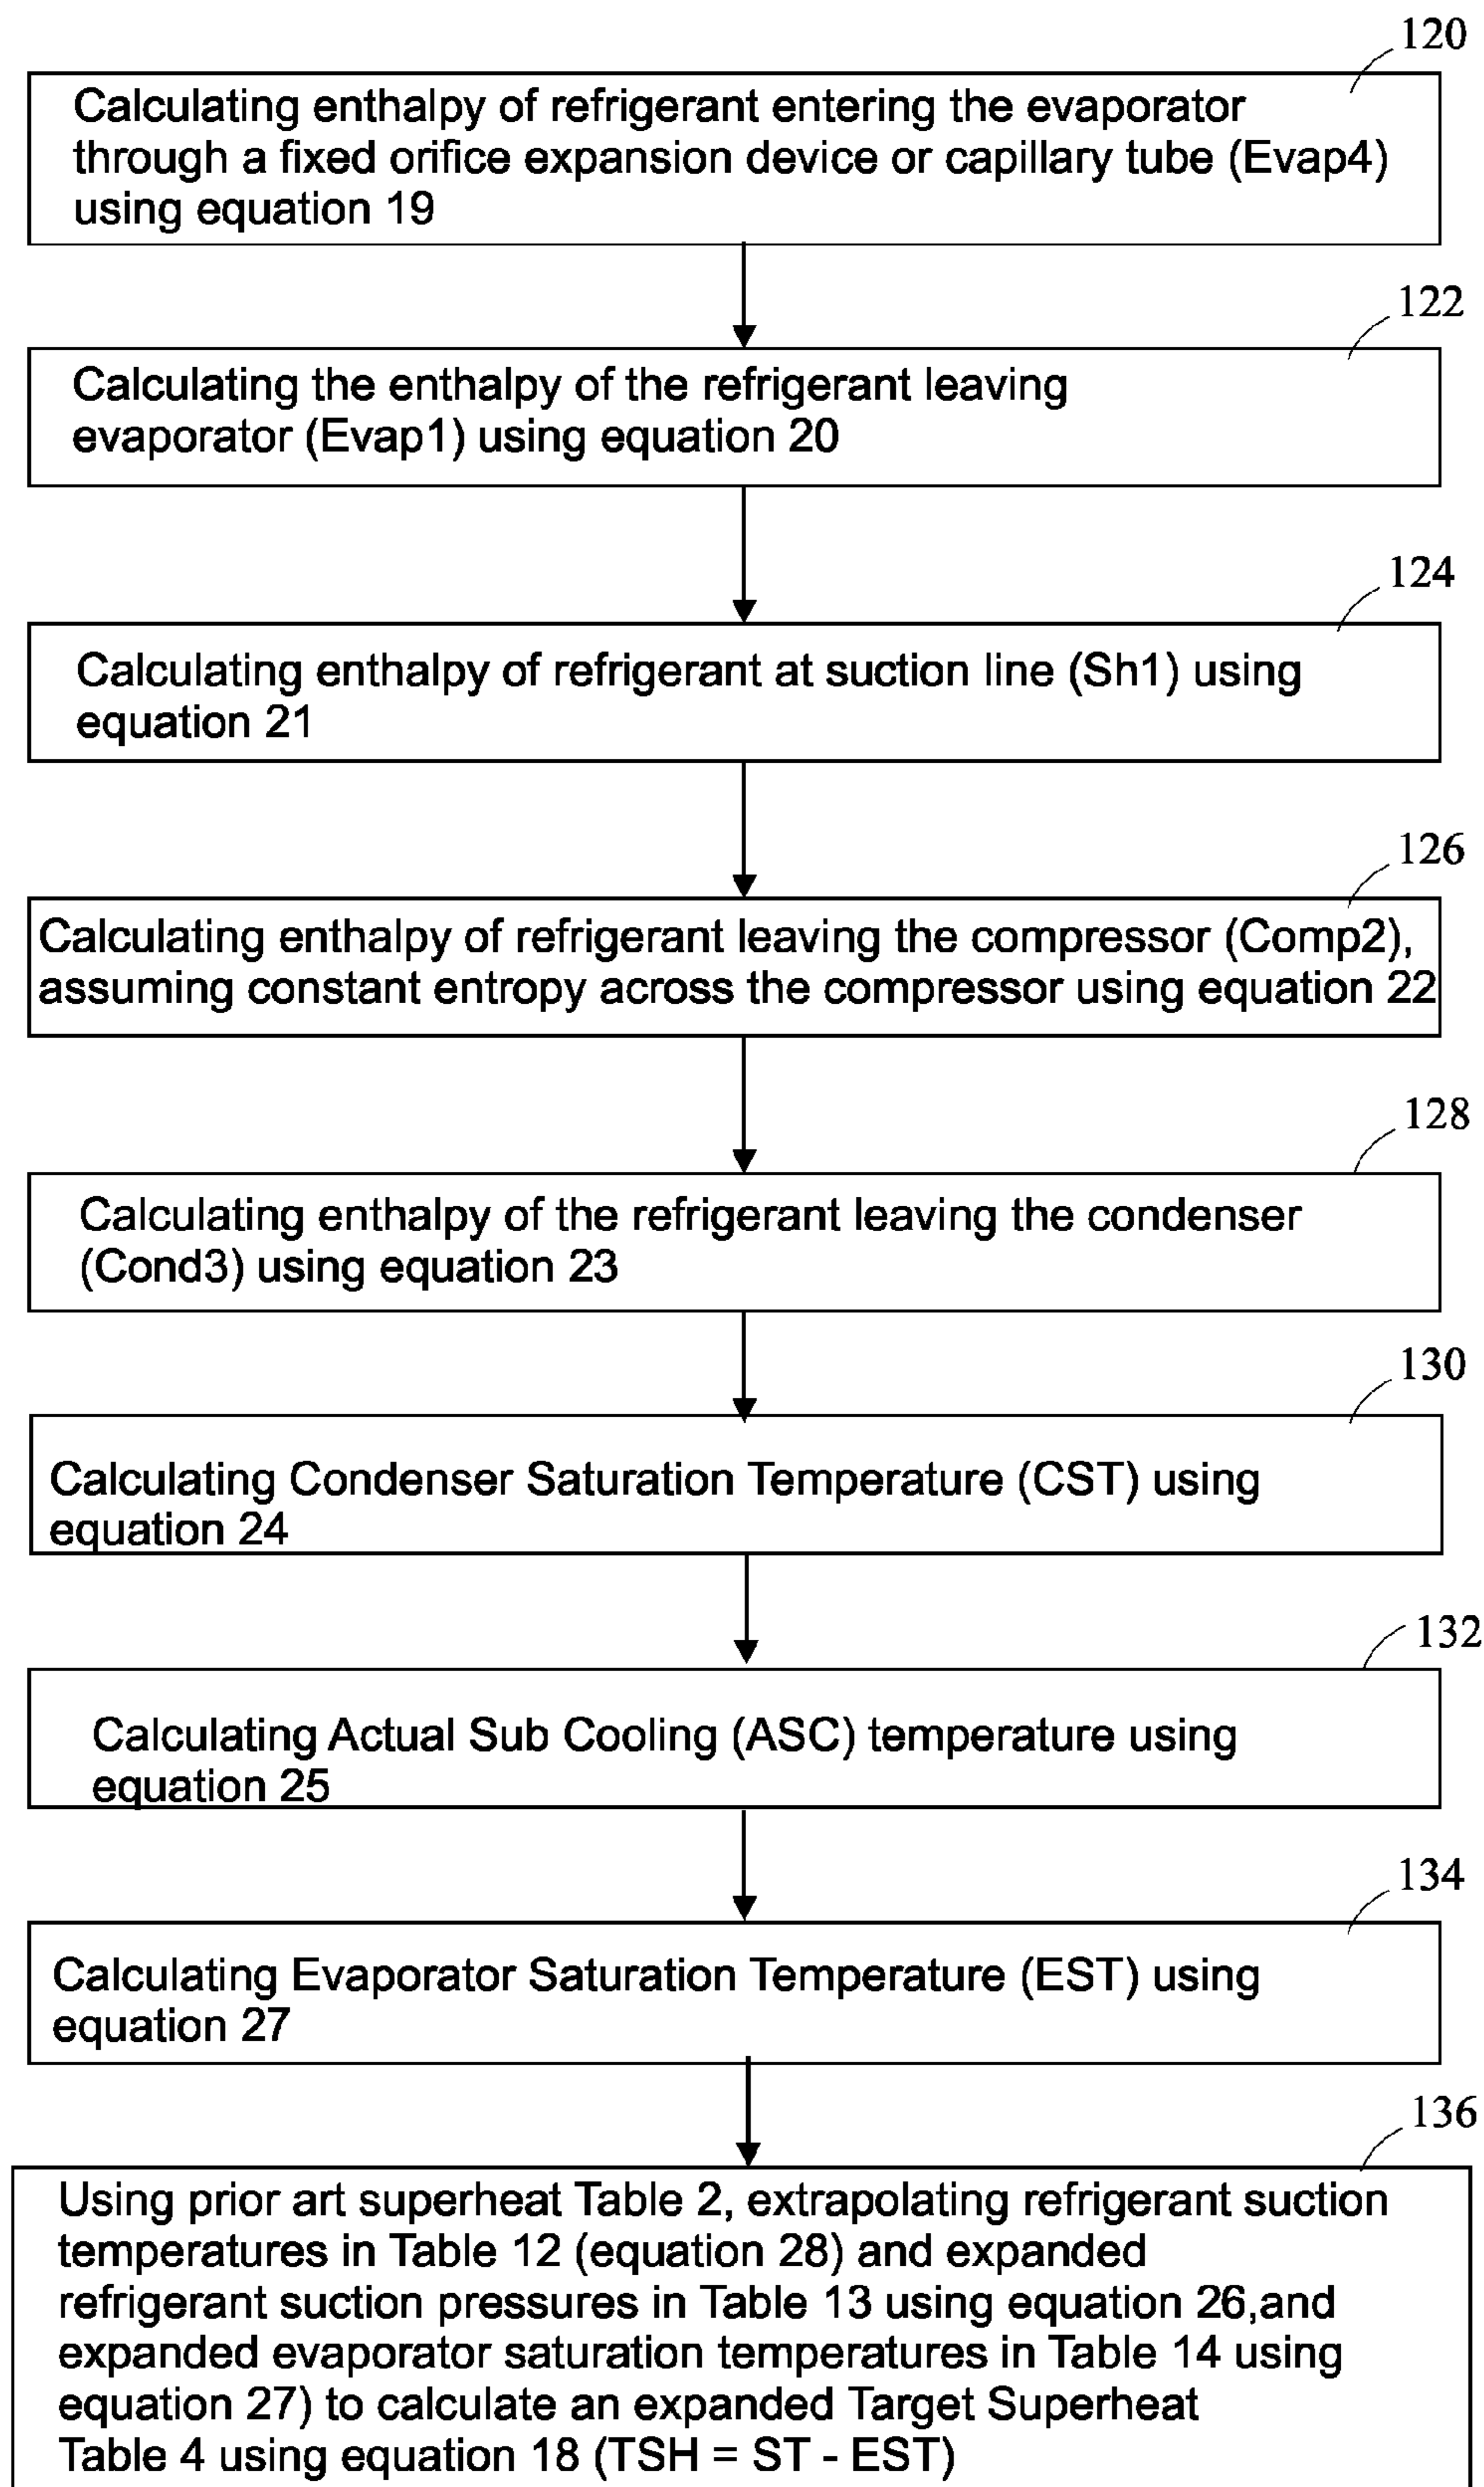 120
Calculating enthalpy of refrigerant entering the evaporator
through a fixed orifice expansion device or capillary tube (Evap4)
using equation 19
122
Calculating the enthalpy of the refrigerant leaving
evaporator (Evap1) using equation 20
124
Calculating enthalpy of refrigerant at suction line (Sh1) using
equation 21
126
Calculating enthalpy of refrigerant leaving the compressor (Comp2),
assuming constant entropy across the compressor using equation 22
128
Calculating enthalpy of the refrigerant leaving the condenser
(Cond3) using equation 23
130
Calculating Condenser Saturation Temperature (CST) using
equation 24
132
Calculating Actual Sub Cooling (ASC) temperature using
equation 25
134
Calculating Evaporator Saturation Temperature (EST) using
equation 27
136
Using prior art superheat Table 2, extrapolating refrigerant suction
temperatures in Table 12 (equation 28) and expanded
refrigerant suction pressures in Table 13 using equation 26,and
expanded evaporator saturation temperatures in Table 14 using
equation 27) to calculate an expanded Target Superheat
Table 4 using equation 18 (TSH = ST - EST)